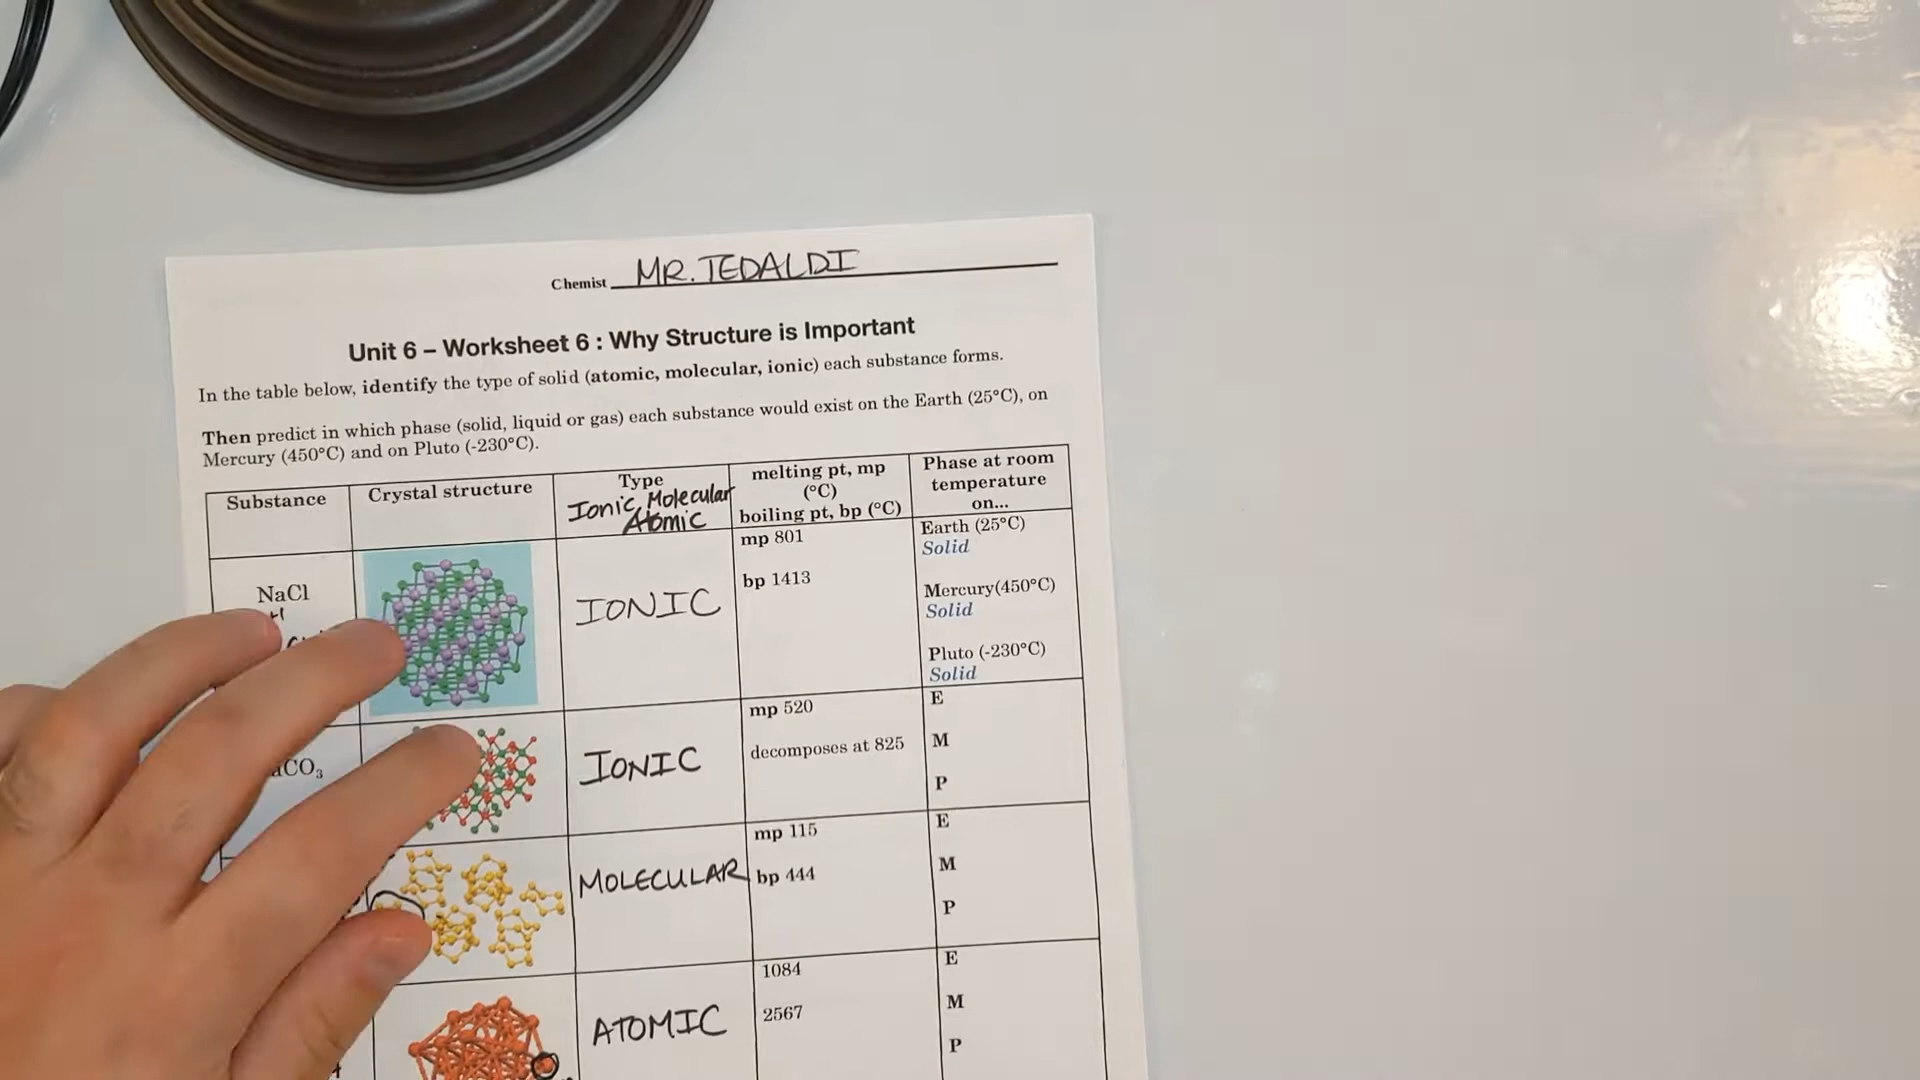 Chemist MR. TEDALDI
Unit 6 – Worksheet 6 : Why Structure is Important
In the table below, identify the type of solid (atomic, molecular, ionic) each substance forms.
Then predict in which phase (solid, liquid or gas) each substance would exist on the Earth (25°C), on
Mercury (450°C) and on Pluto (-230°C).
Substance
Crystal structure
Type
Ionic, Molecular
Atomic
melting pt, mp
(°C)
boiling pt, bp (°C)
Phase at room
temperature
on...
NaCl
IONIC
mp 801
bp 1413
Earth (25°C)
Solid
Mercury(450°C)
Solid
Pluto (-230°C)
Solid
CO3
IONIC
mp 520
decomposes at 825
E
M
P
MOLECULAR
mp 115
bp 444
E
M
P
ATOMIC
1084
2567
E
M
P